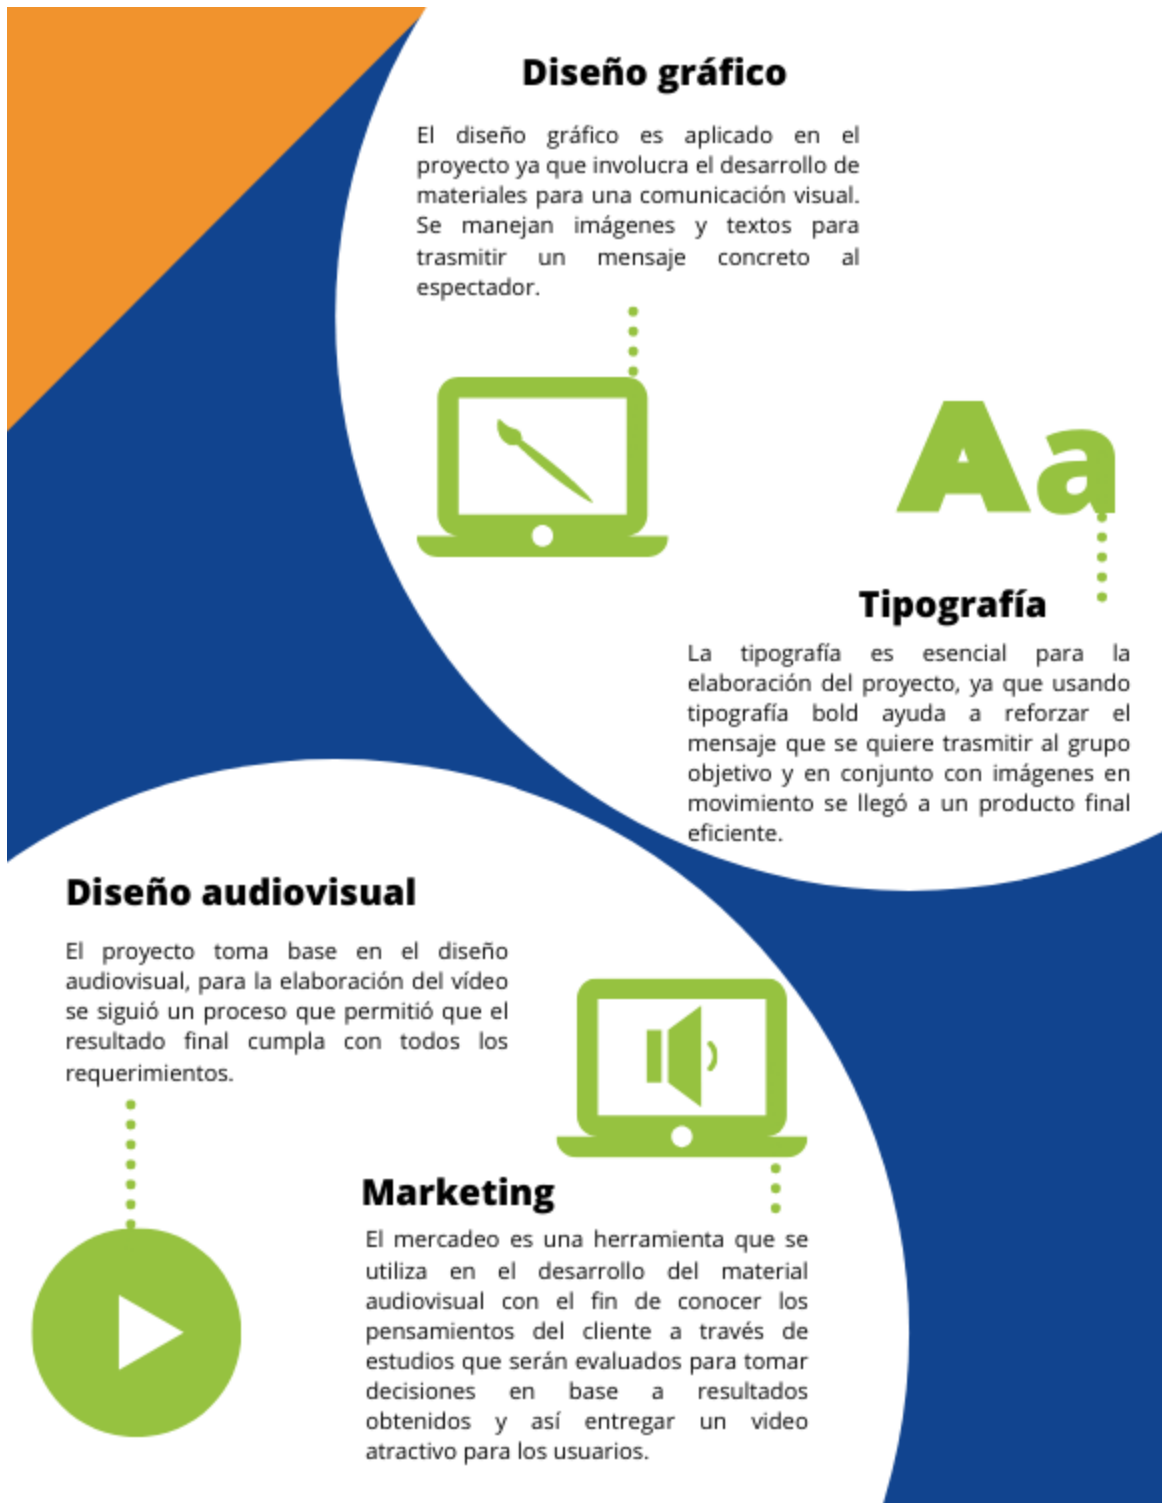 Diseño gráfico
El diseño gráfico es aplicado en el
proyecto ya que involucra el desarrollo de
materiales para una comunicación visual.
Se manejan imágenes y textos para
trasmitir un mensaje concreto al
espectador.
Aa
Tipografía
La tipografía es esencial para la
elaboración del proyecto, ya que usando
tipografía bold ayuda a reforzar el
mensaje que se quiere trasmitir al grupo
objetivo y en conjunto con imágenes en
movimiento se llegó a un producto final
eficiente.
Diseño audiovisual
El proyecto toma base en el diseño
audiovisual, para la elaboración del vídeo
se siguió un proceso que permitió que el
resultado final cumpla con todos los
requerimientos.
Marketing
El mercadeo es una herramienta que se
utiliza en el desarrollo del material
audiovisual con el fin de conocer los
pensamientos del cliente a través de
estudios que serán evaluados para tomar
decisiones en base a resultados
obtenidos y así entregar un video
atractivo para los usuarios.